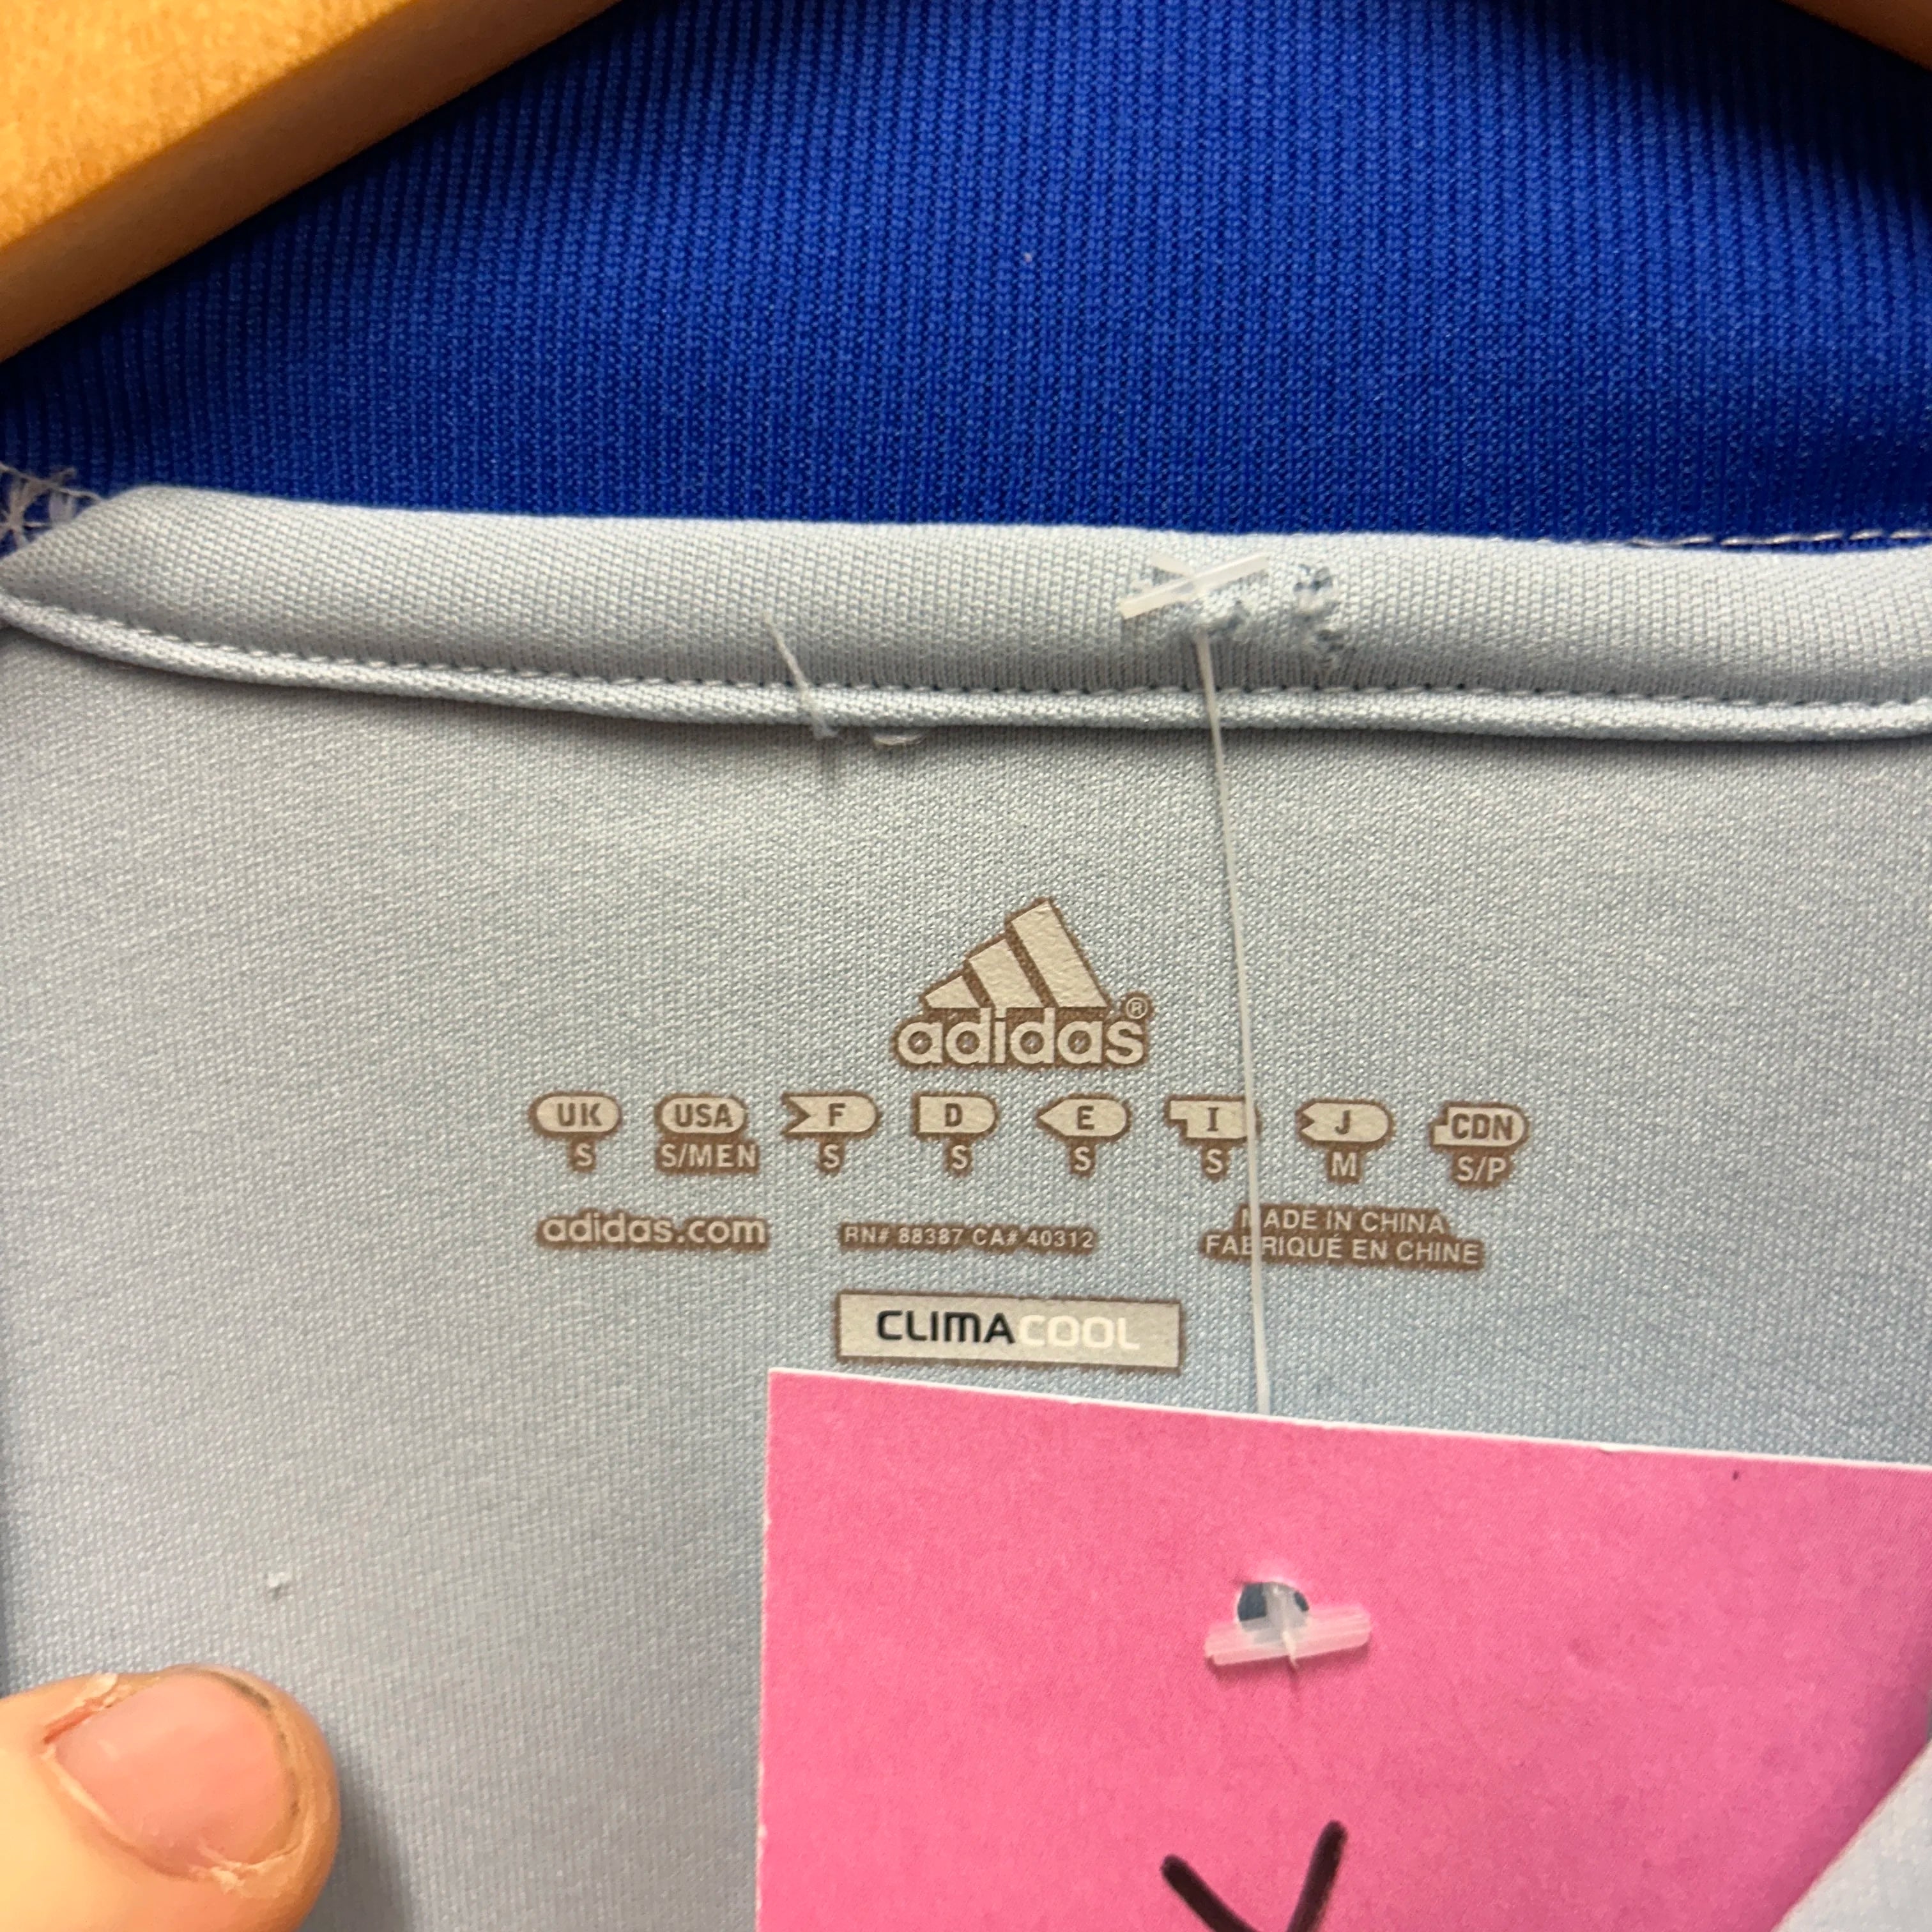 adidas®
UK USA F D E I J CDN
S S/MEN S S S S M S/P
adidas.com RN# 88387 CA# 40312 MADE IN CHINA
FABRIQUÉ EN CHINE
CLIMACOOL